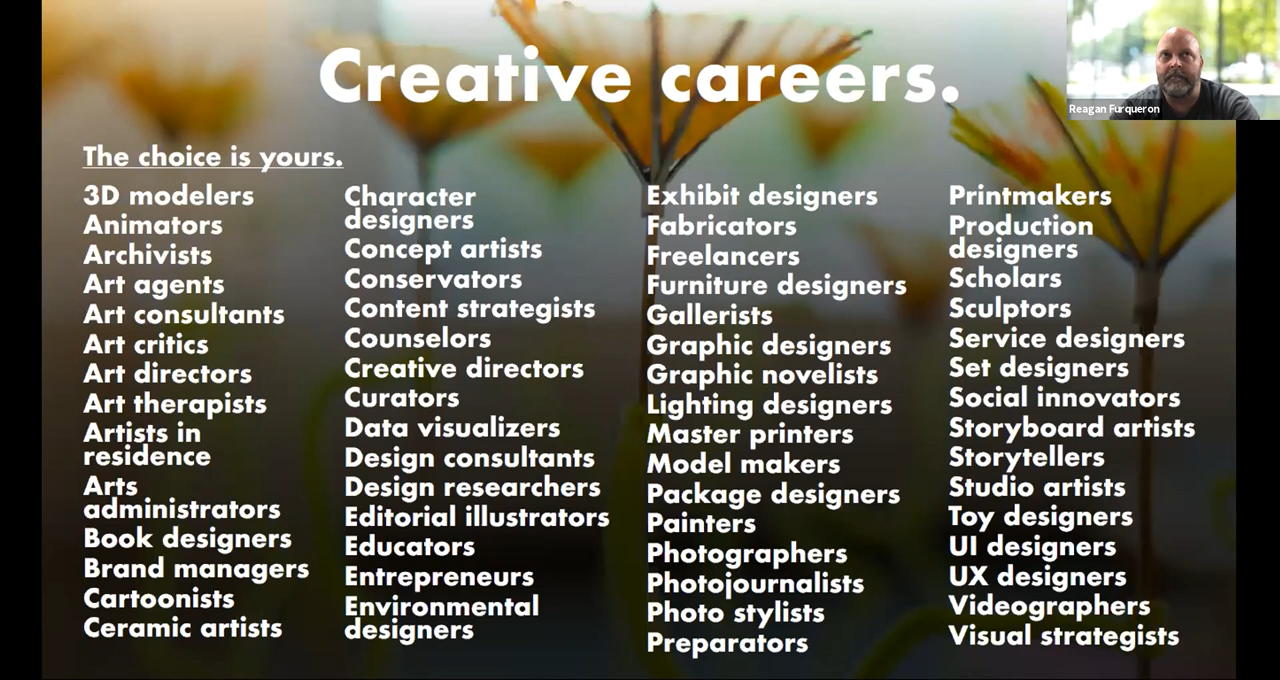 Creative careers.
Reagan Furqueron
The choice is yours.
3D modelers
Animators
Archivists
Art agents
Art consultants
Art critics
Art directors
Art therapists
Artists in
residence
Arts
administrators
Book designers
Brand managers
Cartoonists
Ceramic artists
Character
designers
Concept artists
Conservators
Content strategists
Counselors
Creative directors
Curators
Data visualizers
Design consultants
Design researchers
Editorial illustrators
Educators
Entrepreneurs
Environmental
designers
Exhibit designers
Fabricators
Freelancers
Furniture designers
Gallerists
Graphic designers
Graphic novelists
Lighting designers
Master printers
Model makers
Package designers
Painters
Photographers
Photojournalists
Photo stylists
Preparators
Printmakers
Production
designers
Scholars
Sculptors
Service designers
Set designers
Social innovators
Storyboard artists
Storytellers
Studio artists
Toy designers
UI designers
UX designers
Videographers
Visual strategists